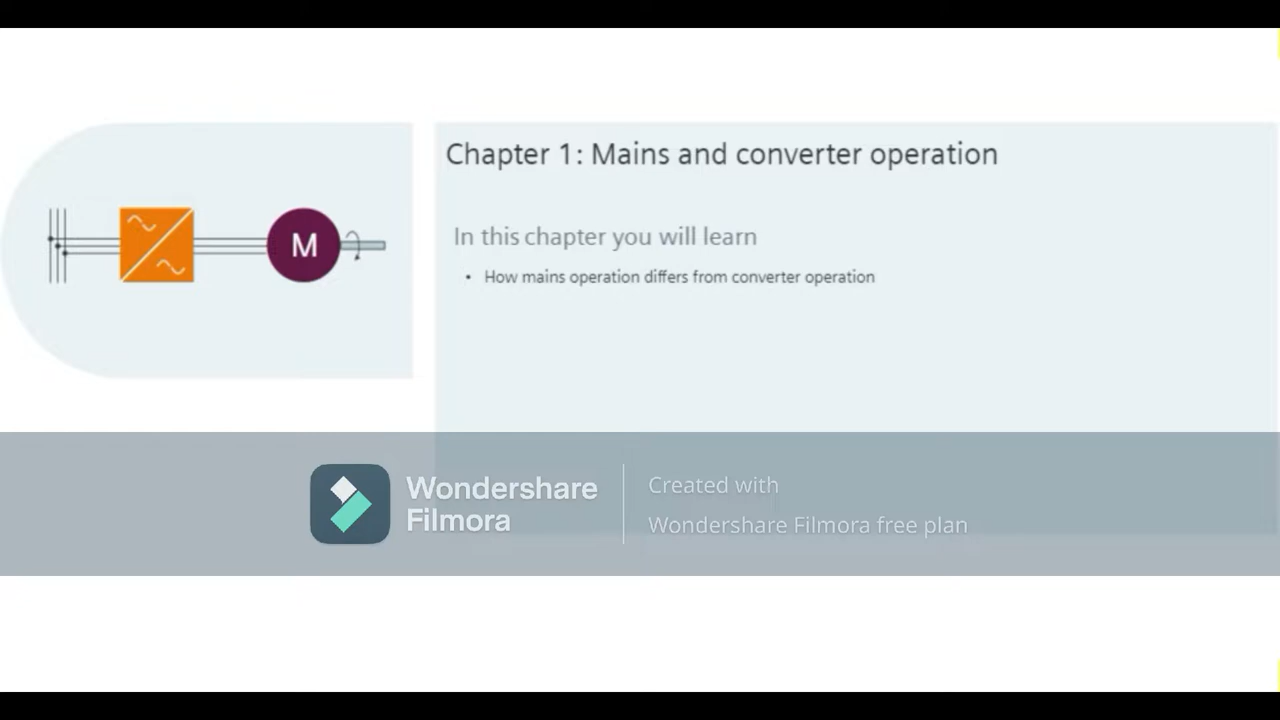 Chapter 1: Mains and converter operation
M
In this chapter you will learn
• How mains operation differs from converter operation
Wondershare
Filmora
Created with
Wondershare Filmora free plan